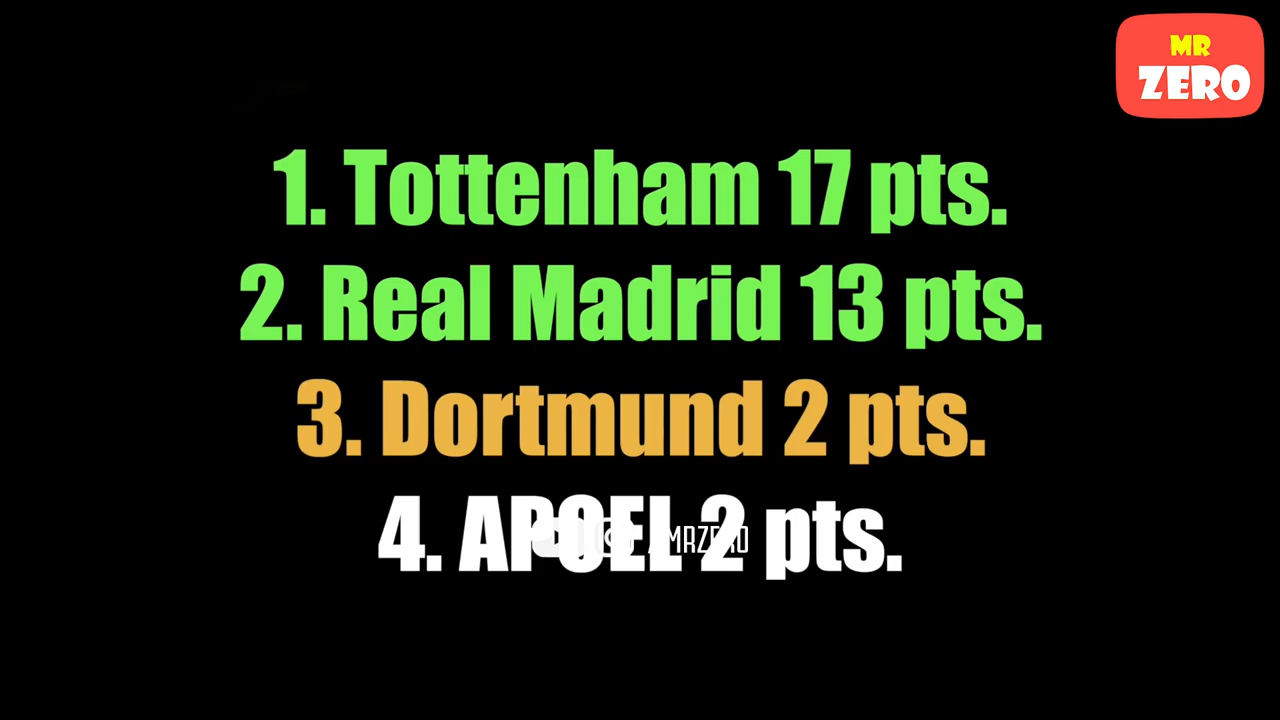 MR
ZERO
1. Tottenham 17 pts.
2. Real Madrid 13 pts.
3. Dortmund 2 pts.
4. APOEL 2 pts.
/MRZERO